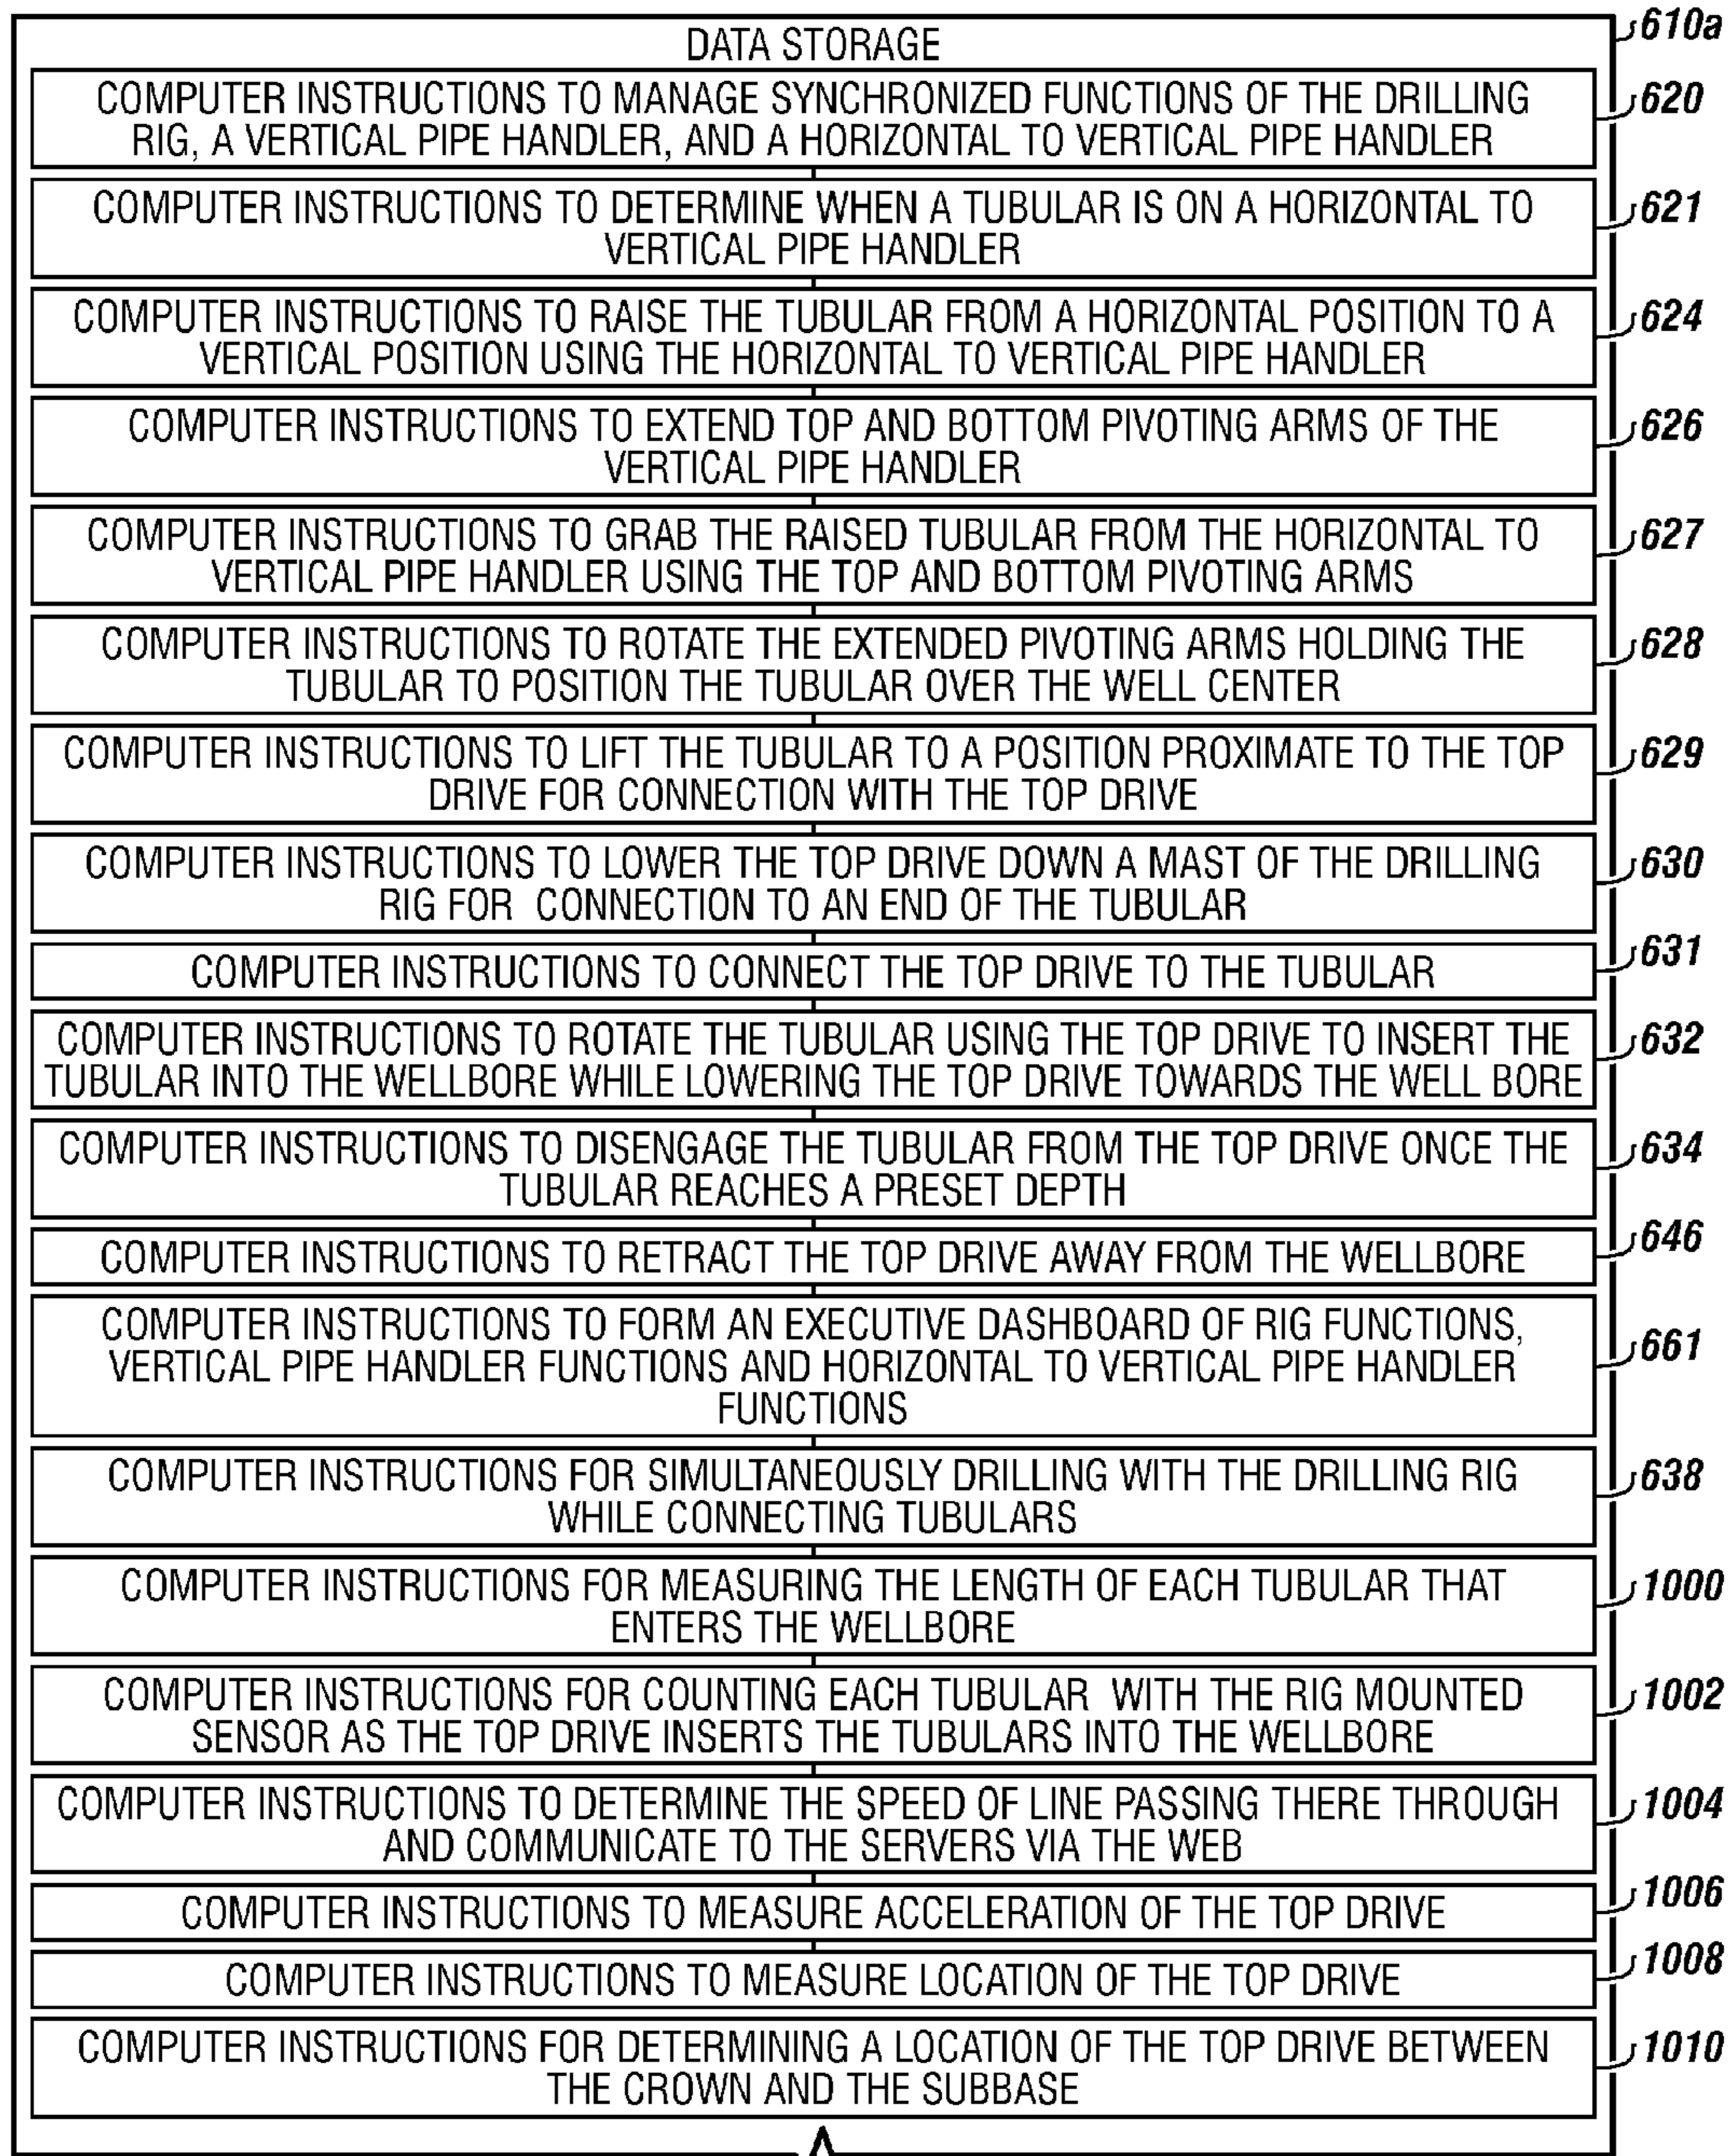 DATA STORAGE
610a
COMPUTER INSTRUCTIONS TO MANAGE SYNCHRONIZED FUNCTIONS OF THE DRILLING
RIG, A VERTICAL PIPE HANDLER, AND A HORIZONTAL TO VERTICAL PIPE HANDLER
620
COMPUTER INSTRUCTIONS TO DETERMINE WHEN A TUBULAR IS ON A HORIZONTAL TO
VERTICAL PIPE HANDLER
621
COMPUTER INSTRUCTIONS TO RAISE THE TUBULAR FROM A HORIZONTAL POSITION TO A
VERTICAL POSITION USING THE HORIZONTAL TO VERTICAL PIPE HANDLER
624
COMPUTER INSTRUCTIONS TO EXTEND TOP AND BOTTOM PIVOTING ARMS OF THE
VERTICAL PIPE HANDLER
626
COMPUTER INSTRUCTIONS TO GRAB THE RAISED TUBULAR FROM THE HORIZONTAL TO
VERTICAL PIPE HANDLER USING THE TOP AND BOTTOM PIVOTING ARMS
627
COMPUTER INSTRUCTIONS TO ROTATE THE EXTENDED PIVOTING ARMS HOLDING THE
TUBULAR TO POSITION THE TUBULAR OVER THE WELL CENTER
628
COMPUTER INSTRUCTIONS TO LIFT THE TUBULAR TO A POSITION PROXIMATE TO THE TOP
DRIVE FOR CONNECTION WITH THE TOP DRIVE
629
COMPUTER INSTRUCTIONS TO LOWER THE TOP DRIVE DOWN A MAST OF THE DRILLING
RIG FOR CONNECTION TO AN END OF THE TUBULAR
630
COMPUTER INSTRUCTIONS TO CONNECT THE TOP DRIVE TO THE TUBULAR
631
COMPUTER INSTRUCTIONS TO ROTATE THE TUBULAR USING THE TOP DRIVE TO INSERT THE
TUBULAR INTO THE WELLBORE WHILE LOWERING THE TOP DRIVE TOWARDS THE WELL BORE
632
COMPUTER INSTRUCTIONS TO DISENGAGE THE TUBULAR FROM THE TOP DRIVE ONCE THE
TUBULAR REACHES A PRESET DEPTH
634
COMPUTER INSTRUCTIONS TO RETRACT THE TOP DRIVE AWAY FROM THE WELLBORE
646
COMPUTER INSTRUCTIONS TO FORM AN EXECUTIVE DASHBOARD OF RIG FUNCTIONS,
VERTICAL PIPE HANDLER FUNCTIONS AND HORIZONTAL TO VERTICAL PIPE HANDLER
FUNCTIONS
661
COMPUTER INSTRUCTIONS FOR SIMULTANEOUSLY DRILLING WITH THE DRILLING RIG
WHILE CONNECTING TUBULARS
638
COMPUTER INSTRUCTIONS FOR MEASURING THE LENGTH OF EACH TUBULAR THAT
ENTERS THE WELLBORE
1000
COMPUTER INSTRUCTIONS FOR COUNTING EACH TUBULAR WITH THE RIG MOUNTED
SENSOR AS THE TOP DRIVE INSERTS THE TUBULARS INTO THE WELLBORE
1002
COMPUTER INSTRUCTIONS TO DETERMINE THE SPEED OF LINE PASSING THERE THROUGH
AND COMMUNICATE TO THE SERVERS VIA THE WEB
1004
COMPUTER INSTRUCTIONS TO MEASURE ACCELERATION OF THE TOP DRIVE
1006
COMPUTER INSTRUCTIONS TO MEASURE LOCATION OF THE TOP DRIVE
1008
COMPUTER INSTRUCTIONS FOR DETERMINING A LOCATION OF THE TOP DRIVE BETWEEN
THE CROWN AND THE SUBBASE
1010